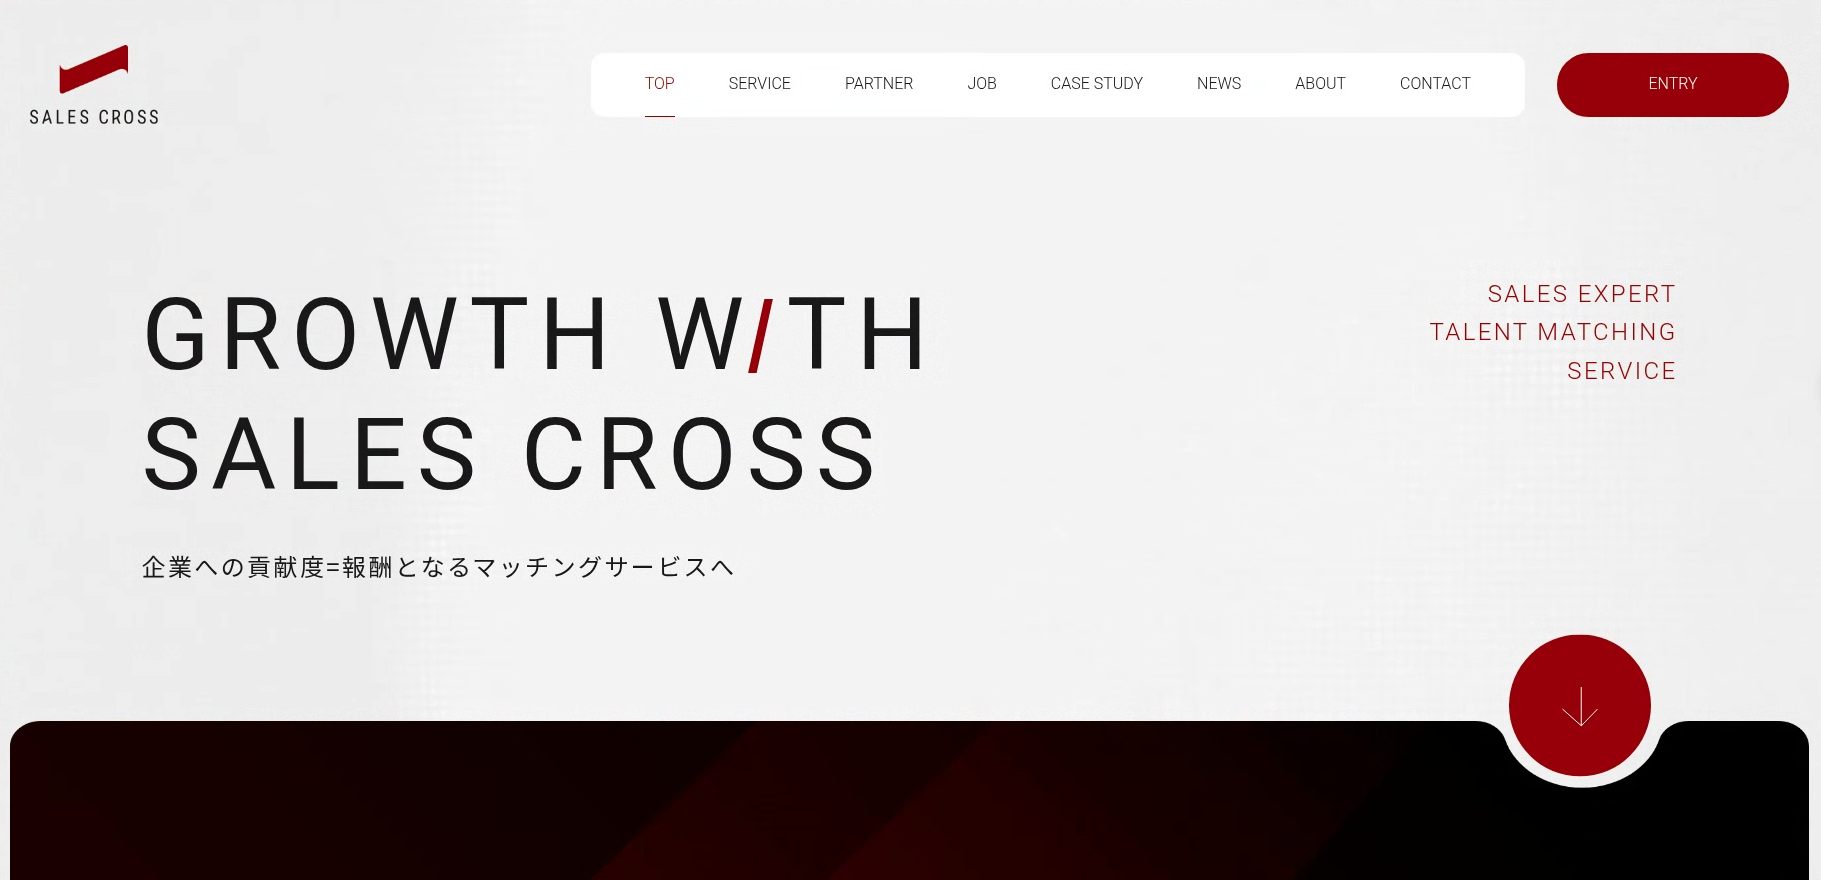 SALES CROSS
TOP SERVICE PARTNER JOB CASE STUDY NEWS ABOUT CONTACT
ENTRY
GROWTH W/TH
SALES CROSS
企業への貢献度=報酬となるマッチングサービスへ
SALES EXPERT
TALENT MATCHING
SERVICE